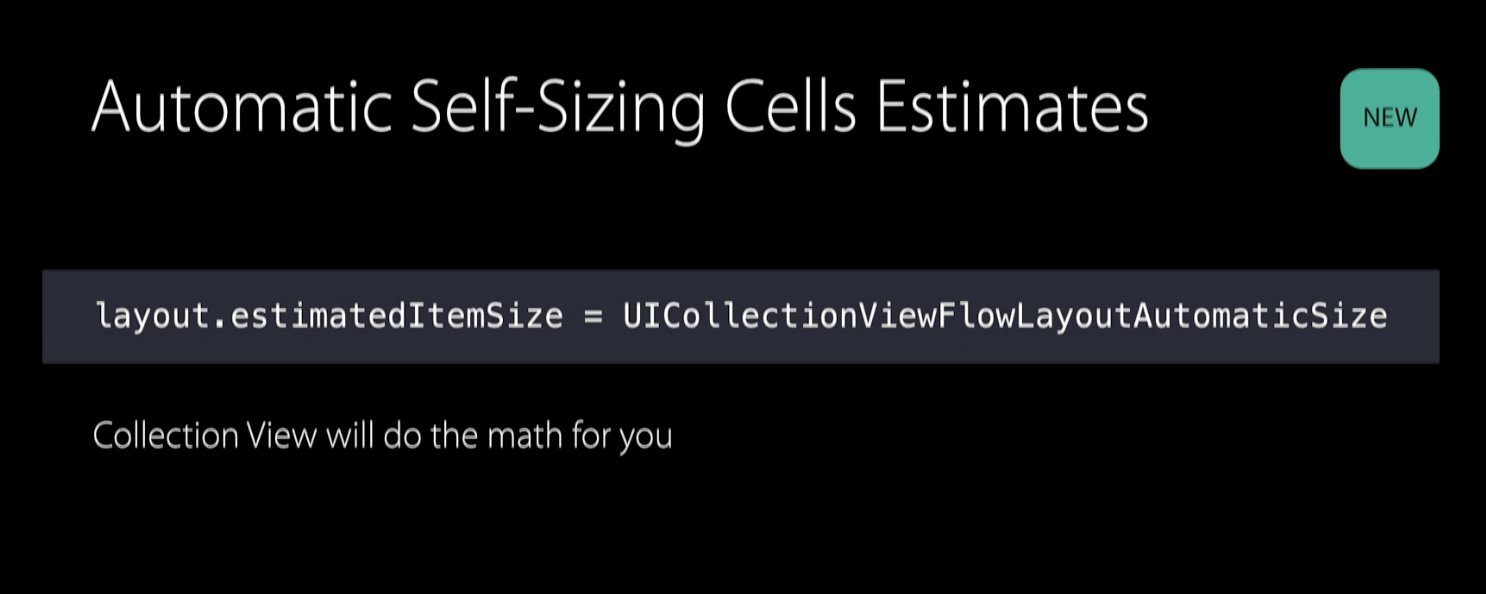 Automatic Self-Sizing Cells Estimates
NEW
layout.estimatedItemSize = UICollectionViewFlowLayoutAutomaticSize
Collection View will do the math for you